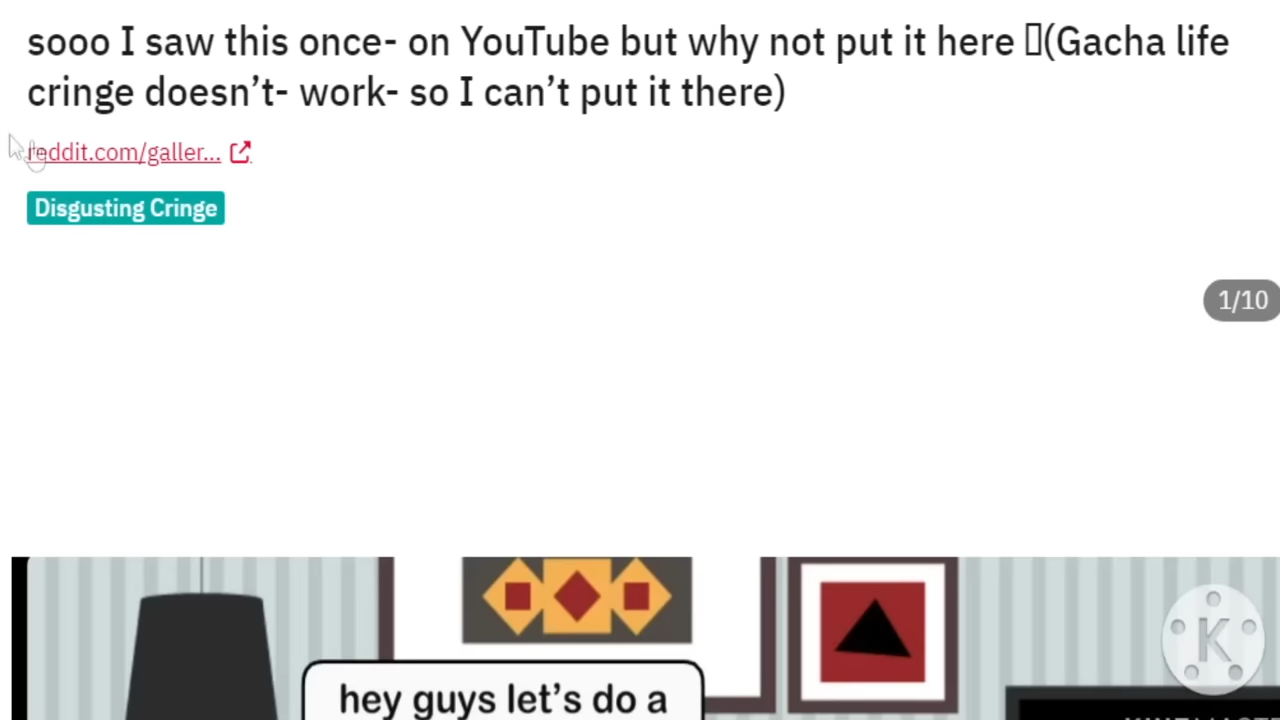 sooo I saw this once- on YouTube but why not put it here (Gacha life
cringe doesn’t- work- so I can’t put it there)
reddit.com/galler...
Disgusting Cringe
1/10
hey guys let’s do a
K